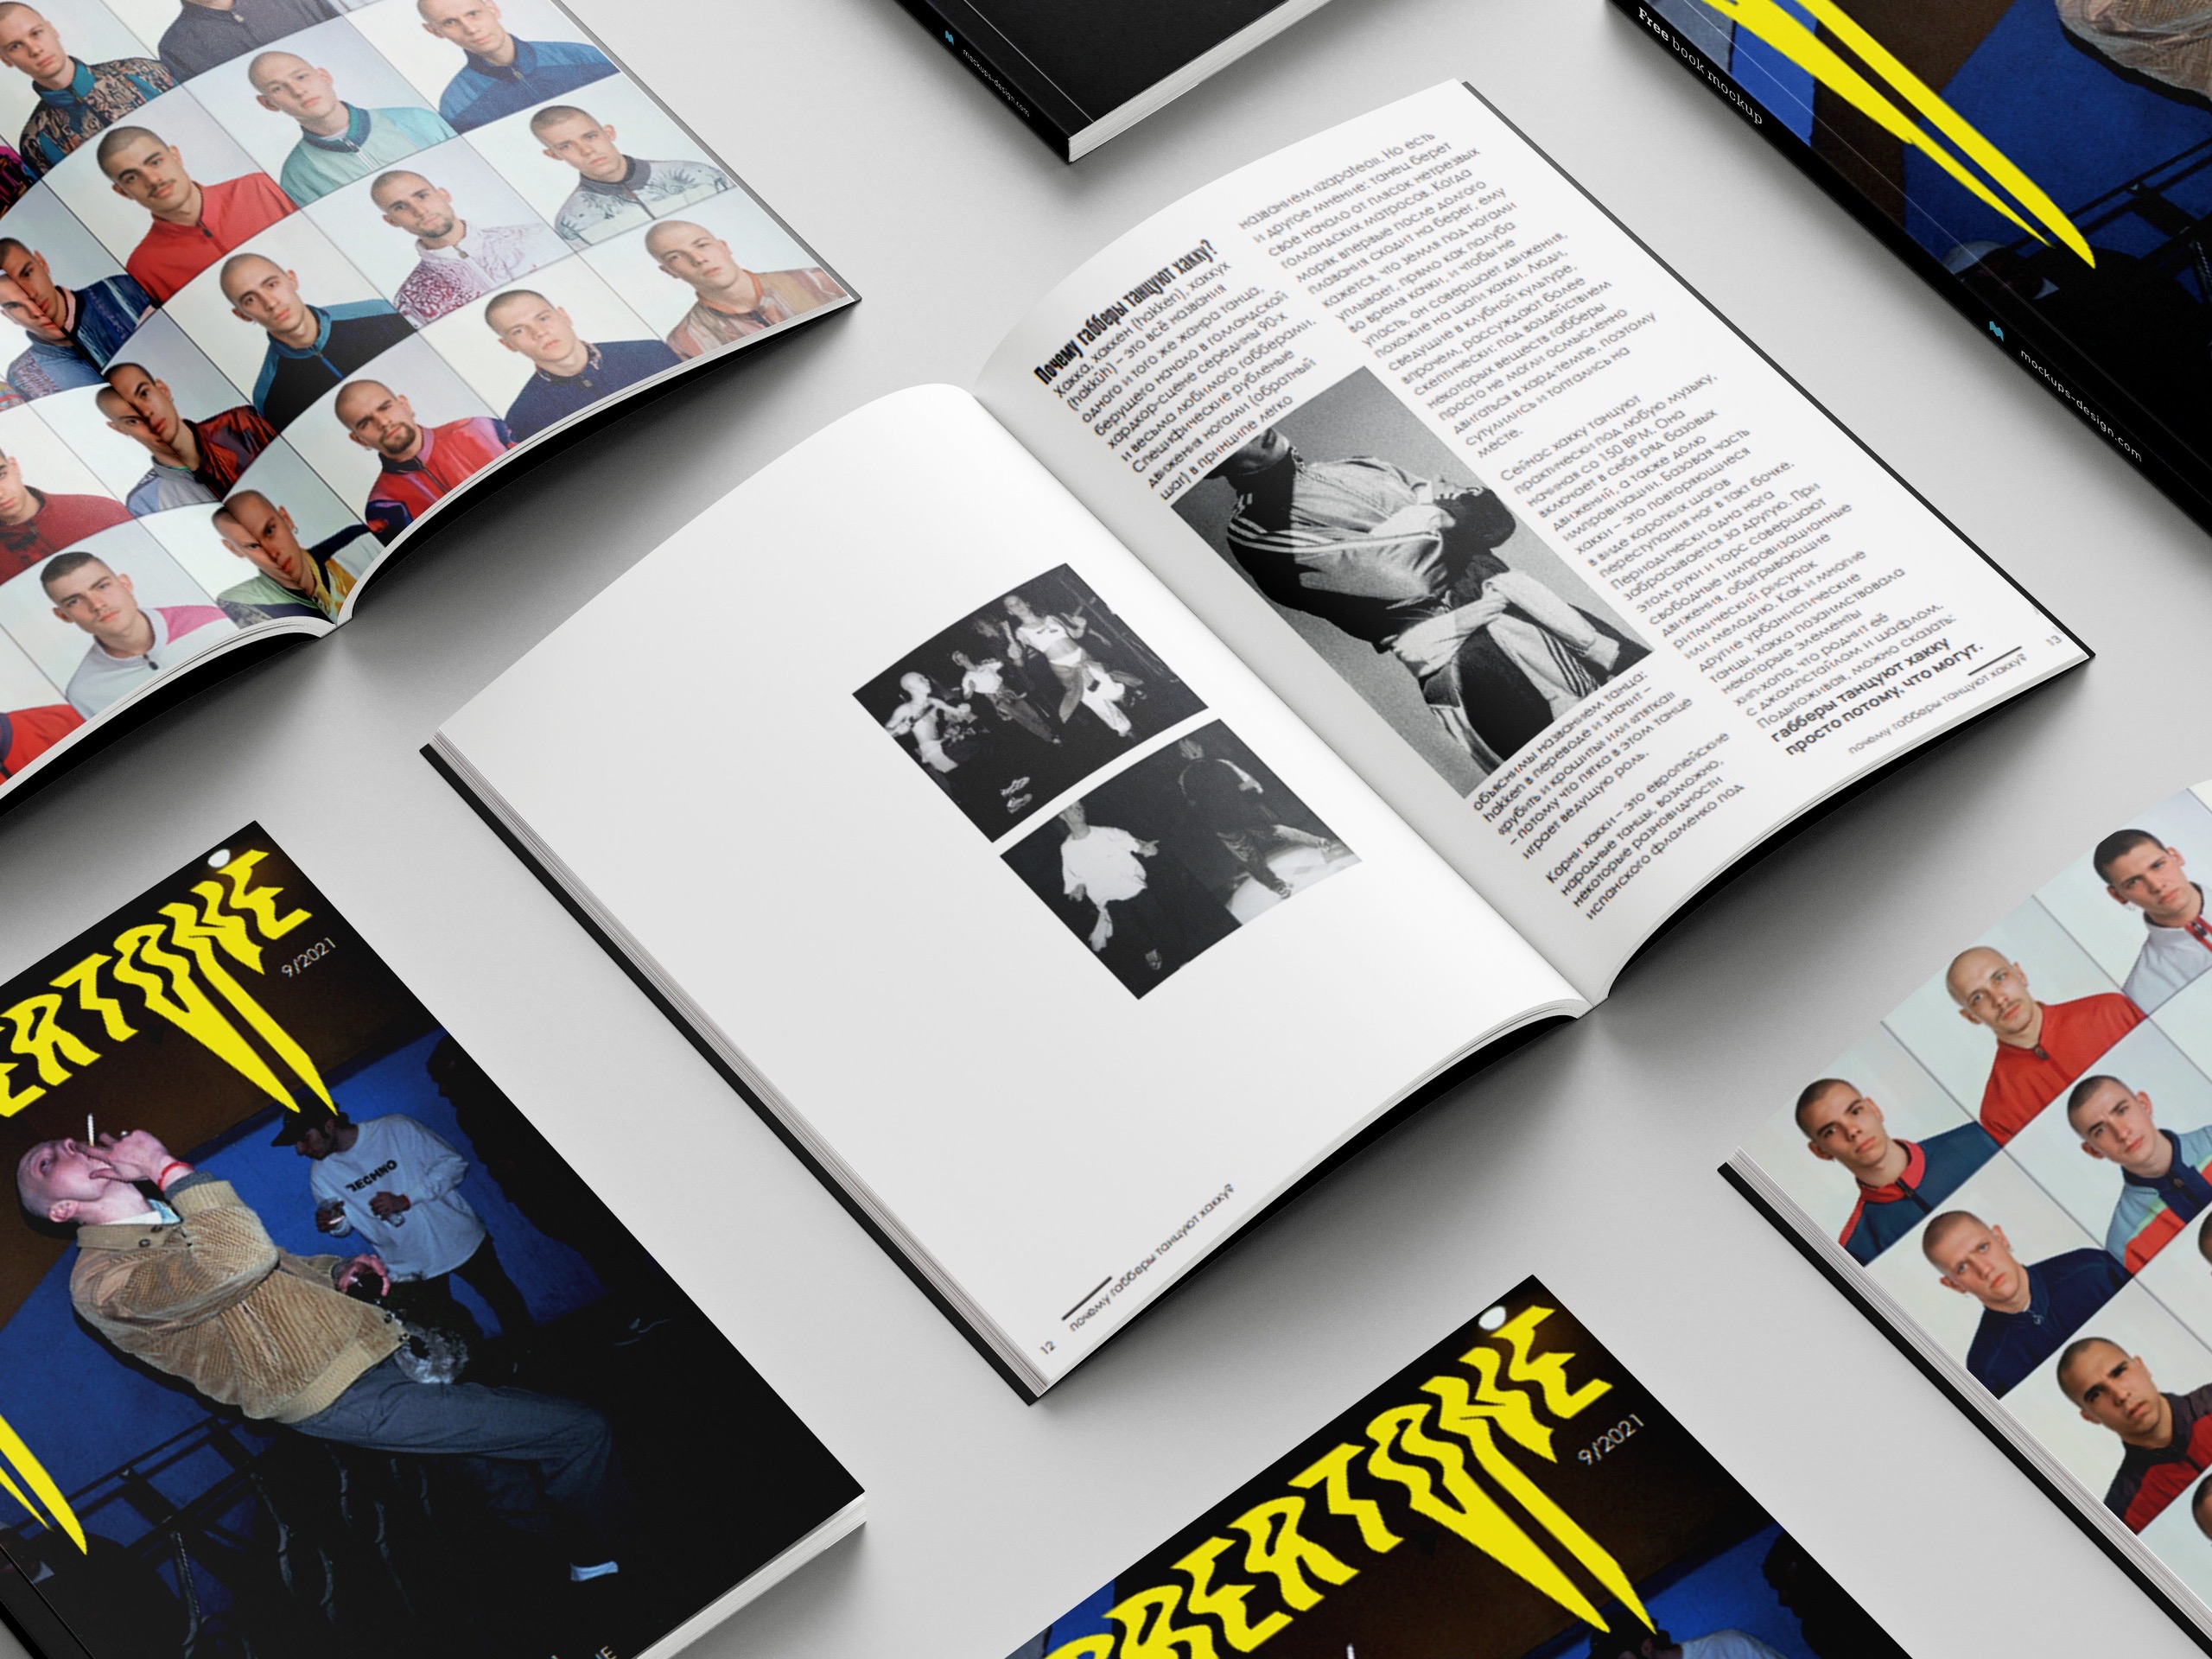 mockups-design.com
Free book mockup
mockups-design.com
Почему габберы танцуют хакку?
Хакка, хаккен (hakken), хаккух
(hakkûh) – это всё названия
одного и того же жанра танца,
берущего начало в голландской
хардкор-сцене середины 90-х
и весьма любимого габберами.
Специфические рубленые
движения ногами (обратный
шаг) в принципе легко
объяснимы названием танца:
hakken в переводе и значит –
«рубить и крошить» или «пятка»
– потому что пятка в этом танце
играет ведущую роль.
Корни хакки – это европейские
народные танцы, возможно,
некоторые разновидности
испанского фламенко под
названием «zapateo». Но есть
и другое мнение: танец берет
свое начало от плясок нетрезвых
голландских матросов. Когда
моряк впервые после долгого
плавания сходит на берег, ему
кажется, что земля под ногами
уплывает, прямо как палуба
во время качки, и чтобы не
упасть, он совершает движения,
похожие на шаги хакки. Люди,
сведущие в клубной культуре,
впрочем, рассуждают более
скептически: под воздействием
некоторых веществ габберы
просто не могли осмысленно
двигаться в хард-темпе, поэтому
сутулились и топтались на
месте.
Сейчас хакку танцуют
практически под любую музыку,
начиная со 150 BPM. Она
включает в себя ряд базовых
движений, а также долю
импровизации. Базовая часть
хакки – это повторяющиеся
в виде коротких шагов
переступания ног в такт бочке.
Периодически одна нога
забрасывается за другую. При
этом руки и торс совершают
свободные импровизационные
движения, обыгрывающие
ритмический рисунок
или мелодию. Как и многие
другие урбанистические
танцы, хакка позаимствовала
некоторые элементы
хип-хопа, что роднит её
с джампстайлом и шафлом.
Подытоживая, можно сказать:
габберы танцуют хакку
просто потому, что могут.
почему габберы танцуют хакку?
13
почему габберы танцуют хакку?
12
ERTONE
9/2021
TECHNO
BERTONE
9/2021